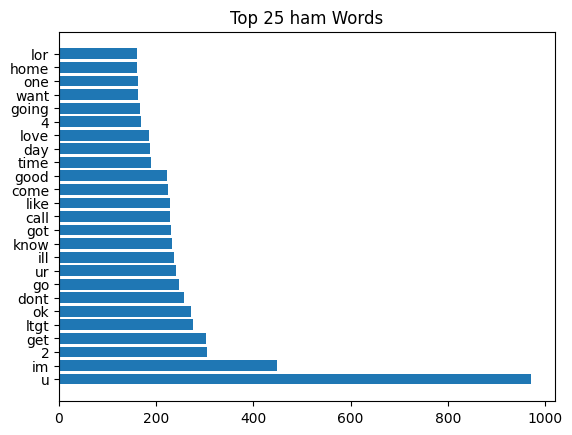 Top 25 ham Words
lor
home
one
want
going
4
love
day
time
good
come
like
call
got
know
ill
ur
go
dont
ok
ltgt
get
2
im
u
0 200 400 600 800 1000